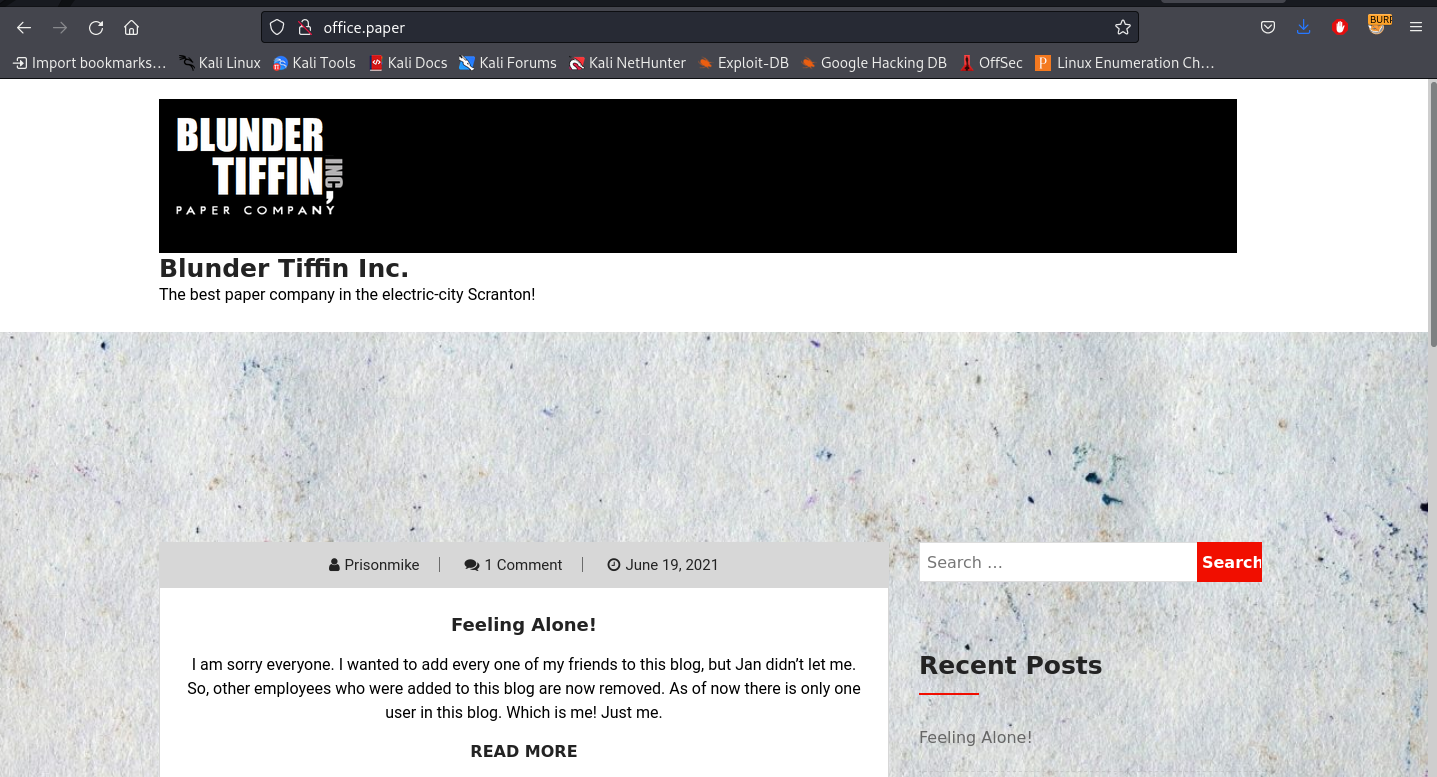 office.paper
BURP
Import bookmarks...
Kali Linux
Kali Tools
Kali Docs
Kali Forums
Kali NetHunter
Exploit-DB
Google Hacking DB
OffSec
Linux Enumeration Ch...
BLUNDER
TIFFIN,
INC
PAPER COMPANY
Blunder Tiffin Inc.
The best paper company in the electric-city Scranton!
Prisonmike
1 Comment
June 19, 2021
Search …
Search
Feeling Alone!
I am sorry everyone. I wanted to add every one of my friends to this blog, but Jan didn’t let me.
So, other employees who were added to this blog are now removed. As of now there is only one
user in this blog. Which is me! Just me.
READ MORE
Recent Posts
Feeling Alone!